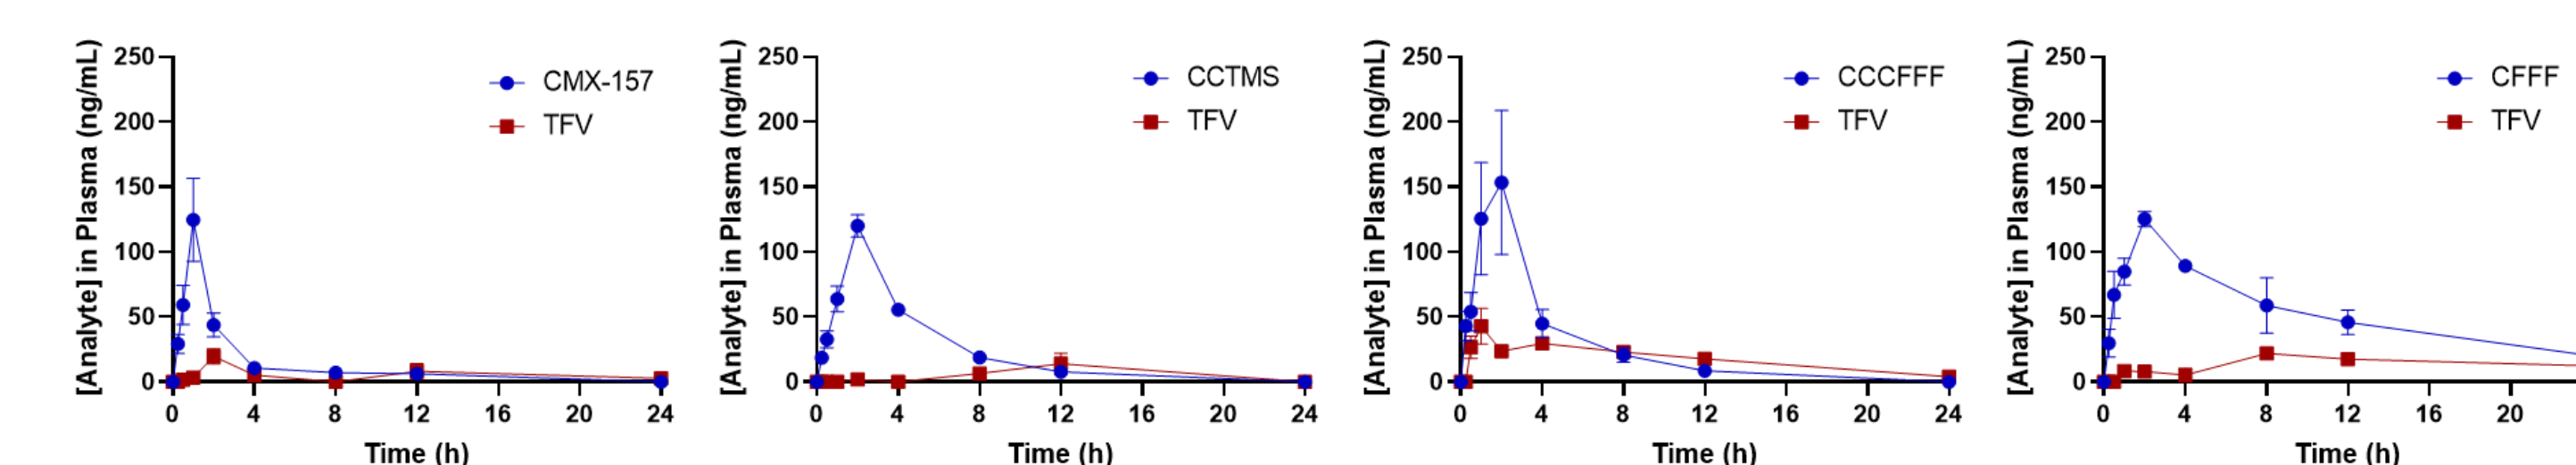 [Analyte] in Plasma (ng/mL)
250
200
150
100
50
0
0 4 8 12 16 20 24
Time (h)
CMX-157
TFV
[Analyte] in Plasma (ng/mL)
250
200
150
100
50
0
0 4 8 12 16 20 24
Time (h)
CCTMS
TFV
[Analyte] in Plasma (ng/mL)
250
200
150
100
50
0
0 4 8 12 16 20 24
Time (h)
CCCFFF
TFV
[Analyte] in Plasma (ng/mL)
250
200
150
100
50
0
0 4 8 12 16 20
Time (h)
CFFF
TFV